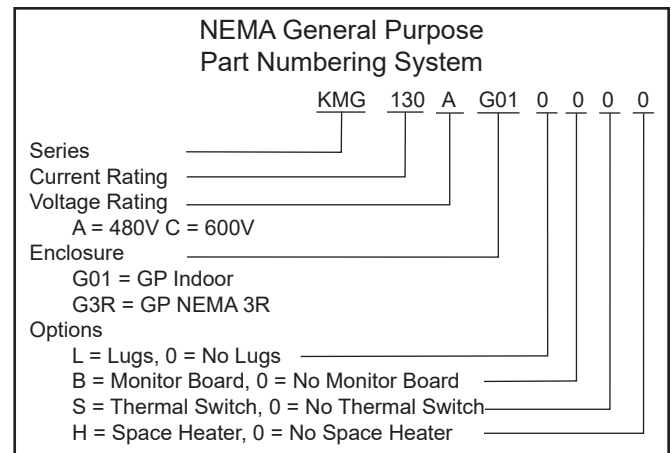 NEMA General Purpose
Part Numbering System
KMG 130 A G01 0 0 0 0
Series
Current Rating
Voltage Rating
A = 480V C = 600V
Enclosure
G01 = GP Indoor
G3R = GP NEMA 3R
Options
L = Lugs, 0 = No Lugs
B = Monitor Board, 0 = No Monitor Board
S = Thermal Switch, 0 = No Thermal Switch
H = Space Heater, 0 = No Space Heater